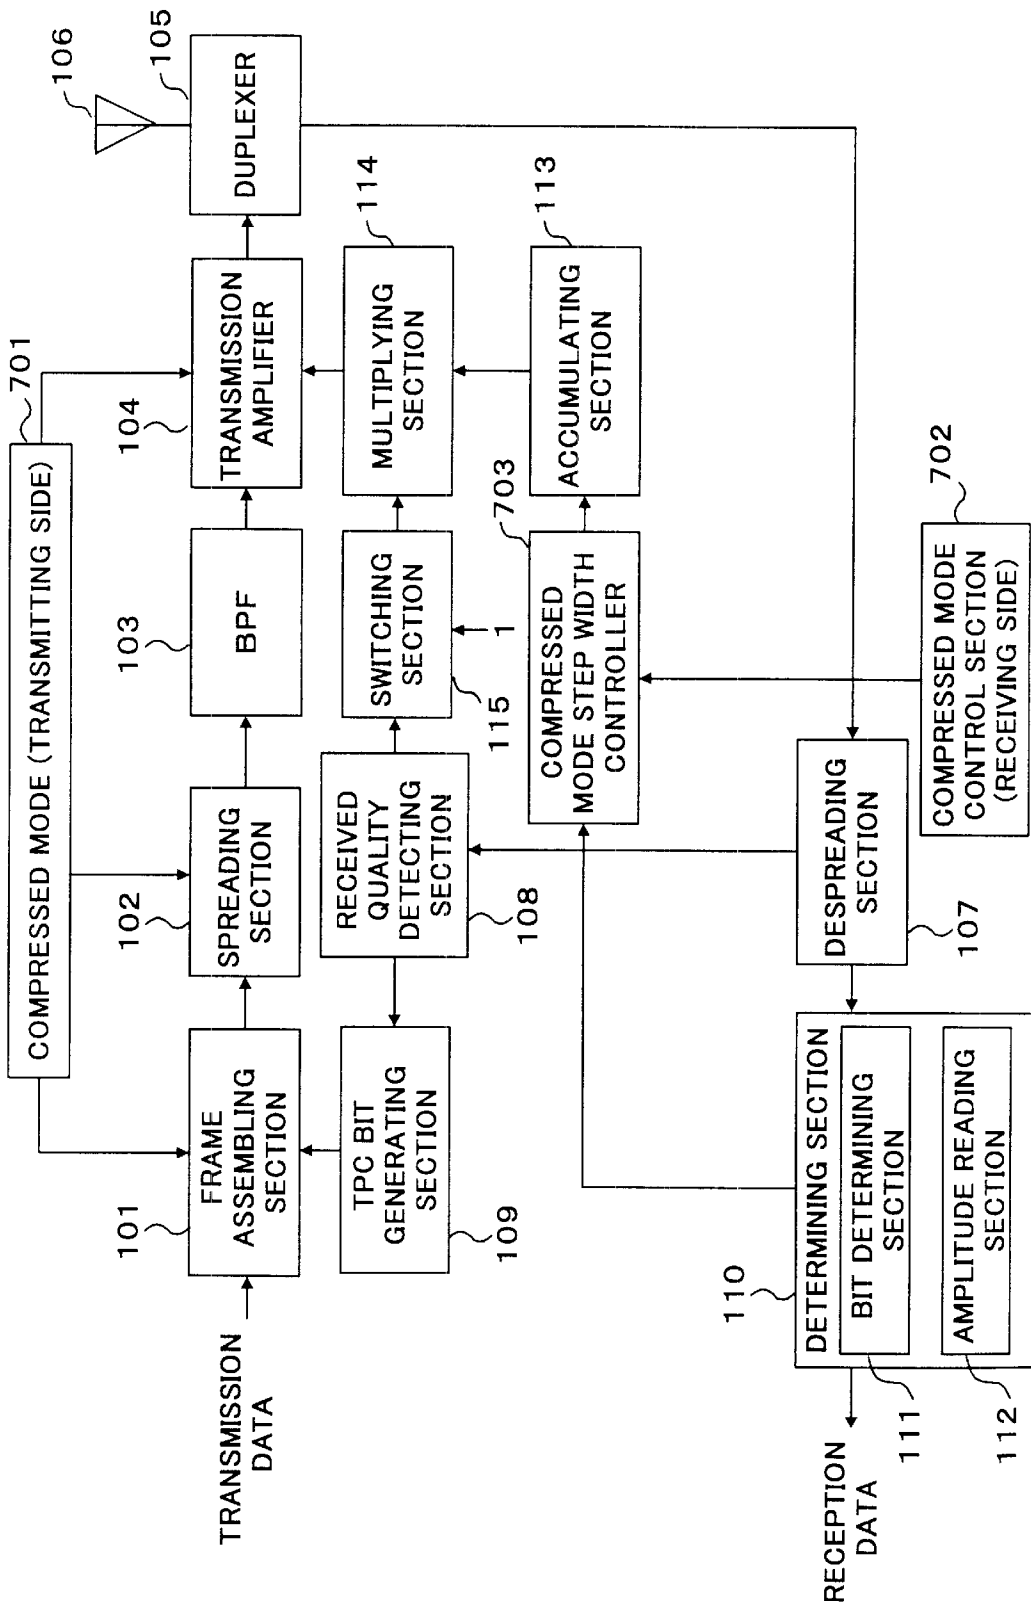 COMPRESSED MODE (TRANSMITTING SIDE)
701
106
105
DUPLEXER
104
TRANSMISSION
AMPLIFIER
103
BPF
102
SPREADING
SECTION
101
FRAME
ASSEMBLING
SECTION
TRANSMISSION
DATA
114
MULTIPLYING
SECTION
SWITCHING
SECTION
115
1
RECEIVED
QUALITY
DETECTING
SECTION
108
TPC BIT
GENERATING
SECTION
109
113
ACCUMULATING
SECTION
703
COMPRESSED
MODE STEP WIDTH
CONTROLLER
702
COMPRESSED MODE
CONTROL SECTION
(RECEIVING SIDE)
DESPREADING
SECTION
107
110
DETERMINING SECTION
BIT DETERMINING
SECTION
111
AMPLITUDE READING
SECTION
112
RECEPTION
DATA